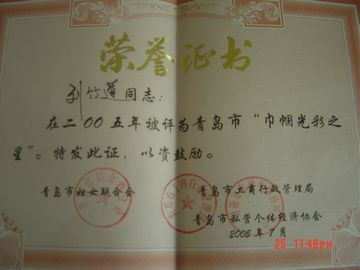 荣誉证书
刘竹莲同志：
在二00五年被评为青岛市“巾帼光彩之
星”。特发此证，以资鼓励。
青岛市妇女联合会
青岛市工商行政管理局
青岛市私营个体经济协会
2005年7月
25 11:48PM